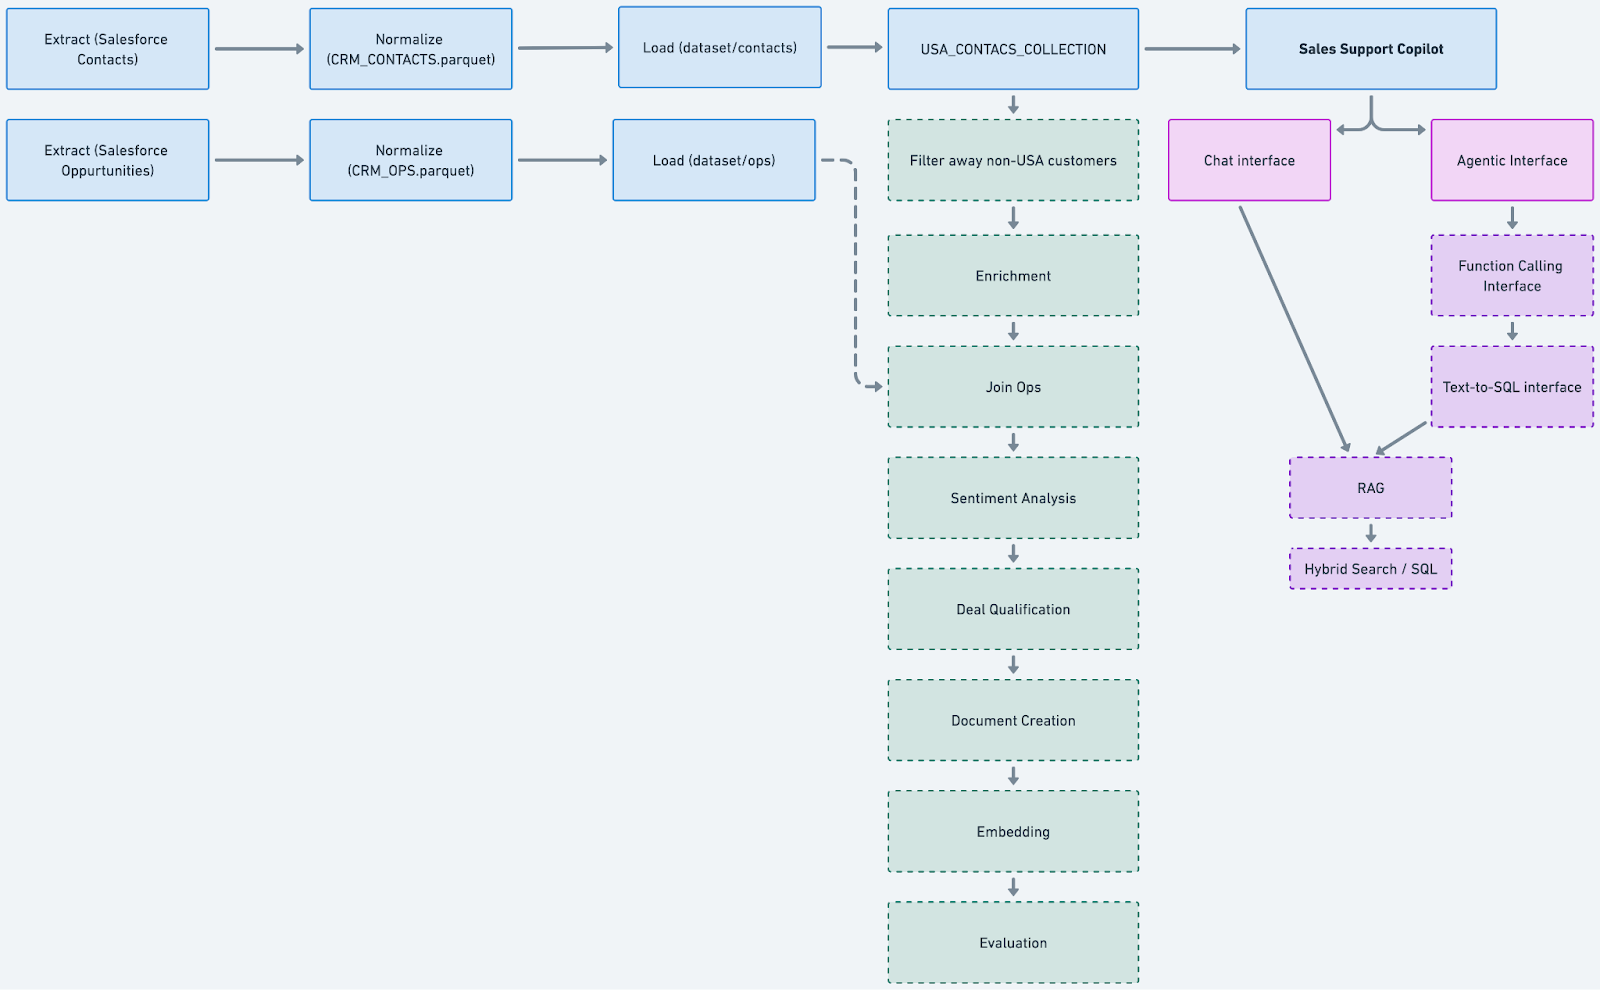 Extract (Salesforce
Contacts)
Normalize
(CRM_CONTACTS.parquet)
Load (dataset/contacts)
USA_CONTACS_COLLECTION
Sales Support Copilot
Extract (Salesforce
Oppurtunities)
Normalize
(CRM_OPS.parquet)
Load (dataset/ops)
Filter away non-USA customers
Chat interface
Agentic Interface
Enrichment
Function Calling
Interface
Join Ops
Text-to-SQL interface
Sentiment Analysis
RAG
Hybrid Search / SQL
Deal Qualification
Document Creation
Embedding
Evaluation